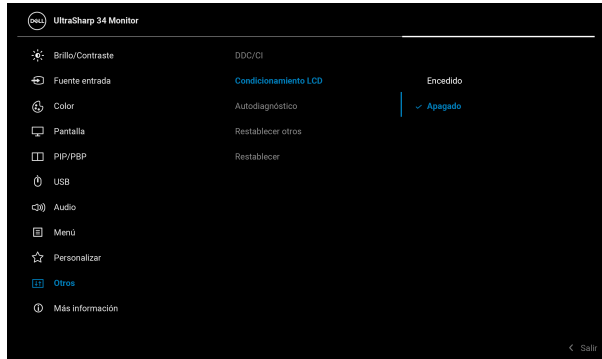 DELL UltraSharp 34 Monitor
Brillo/Contraste
DDC/CI
Fuente entrada
Condicionamiento LCD
Encedido
Color
Autodiagnóstico
Apagado
Pantalla
Restablecer otros
PIP/PBP
Restablecer
USB
Audio
Menú
Personalizar
Otros
Más información
Salir